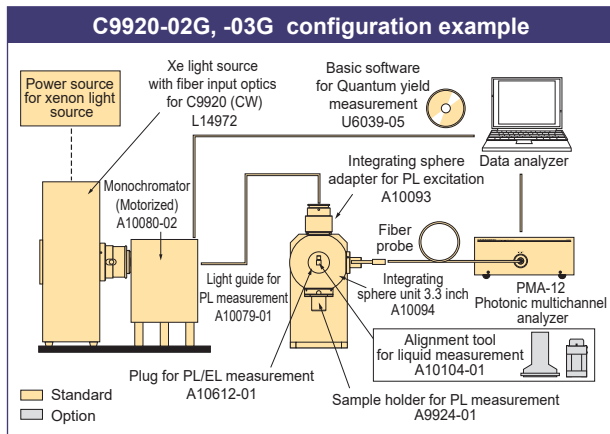 C9920-02G, -03G configuration example
Power source
for xenon light
source
Xe light source
with fiber input optics
for C9920 (CW)
L14972
Basic software
for Quantum yield
measurement
U6039-05
Data analyzer
Monochromator
(Motorized)
A10080-02
Integrating sphere
adapter for PL excitation
A10093
Fiber
probe
Light guide for
PL measurement
A10079-01
Integrating
sphere unit 3.3 inch
A10094
PMA-12
Photonic multichannel
analyzer
Alignment tool
for liquid measurement
A10104-01
Plug for PL/EL measurement
A10612-01
Sample holder for PL measurement
A9924-01
Standard
Option